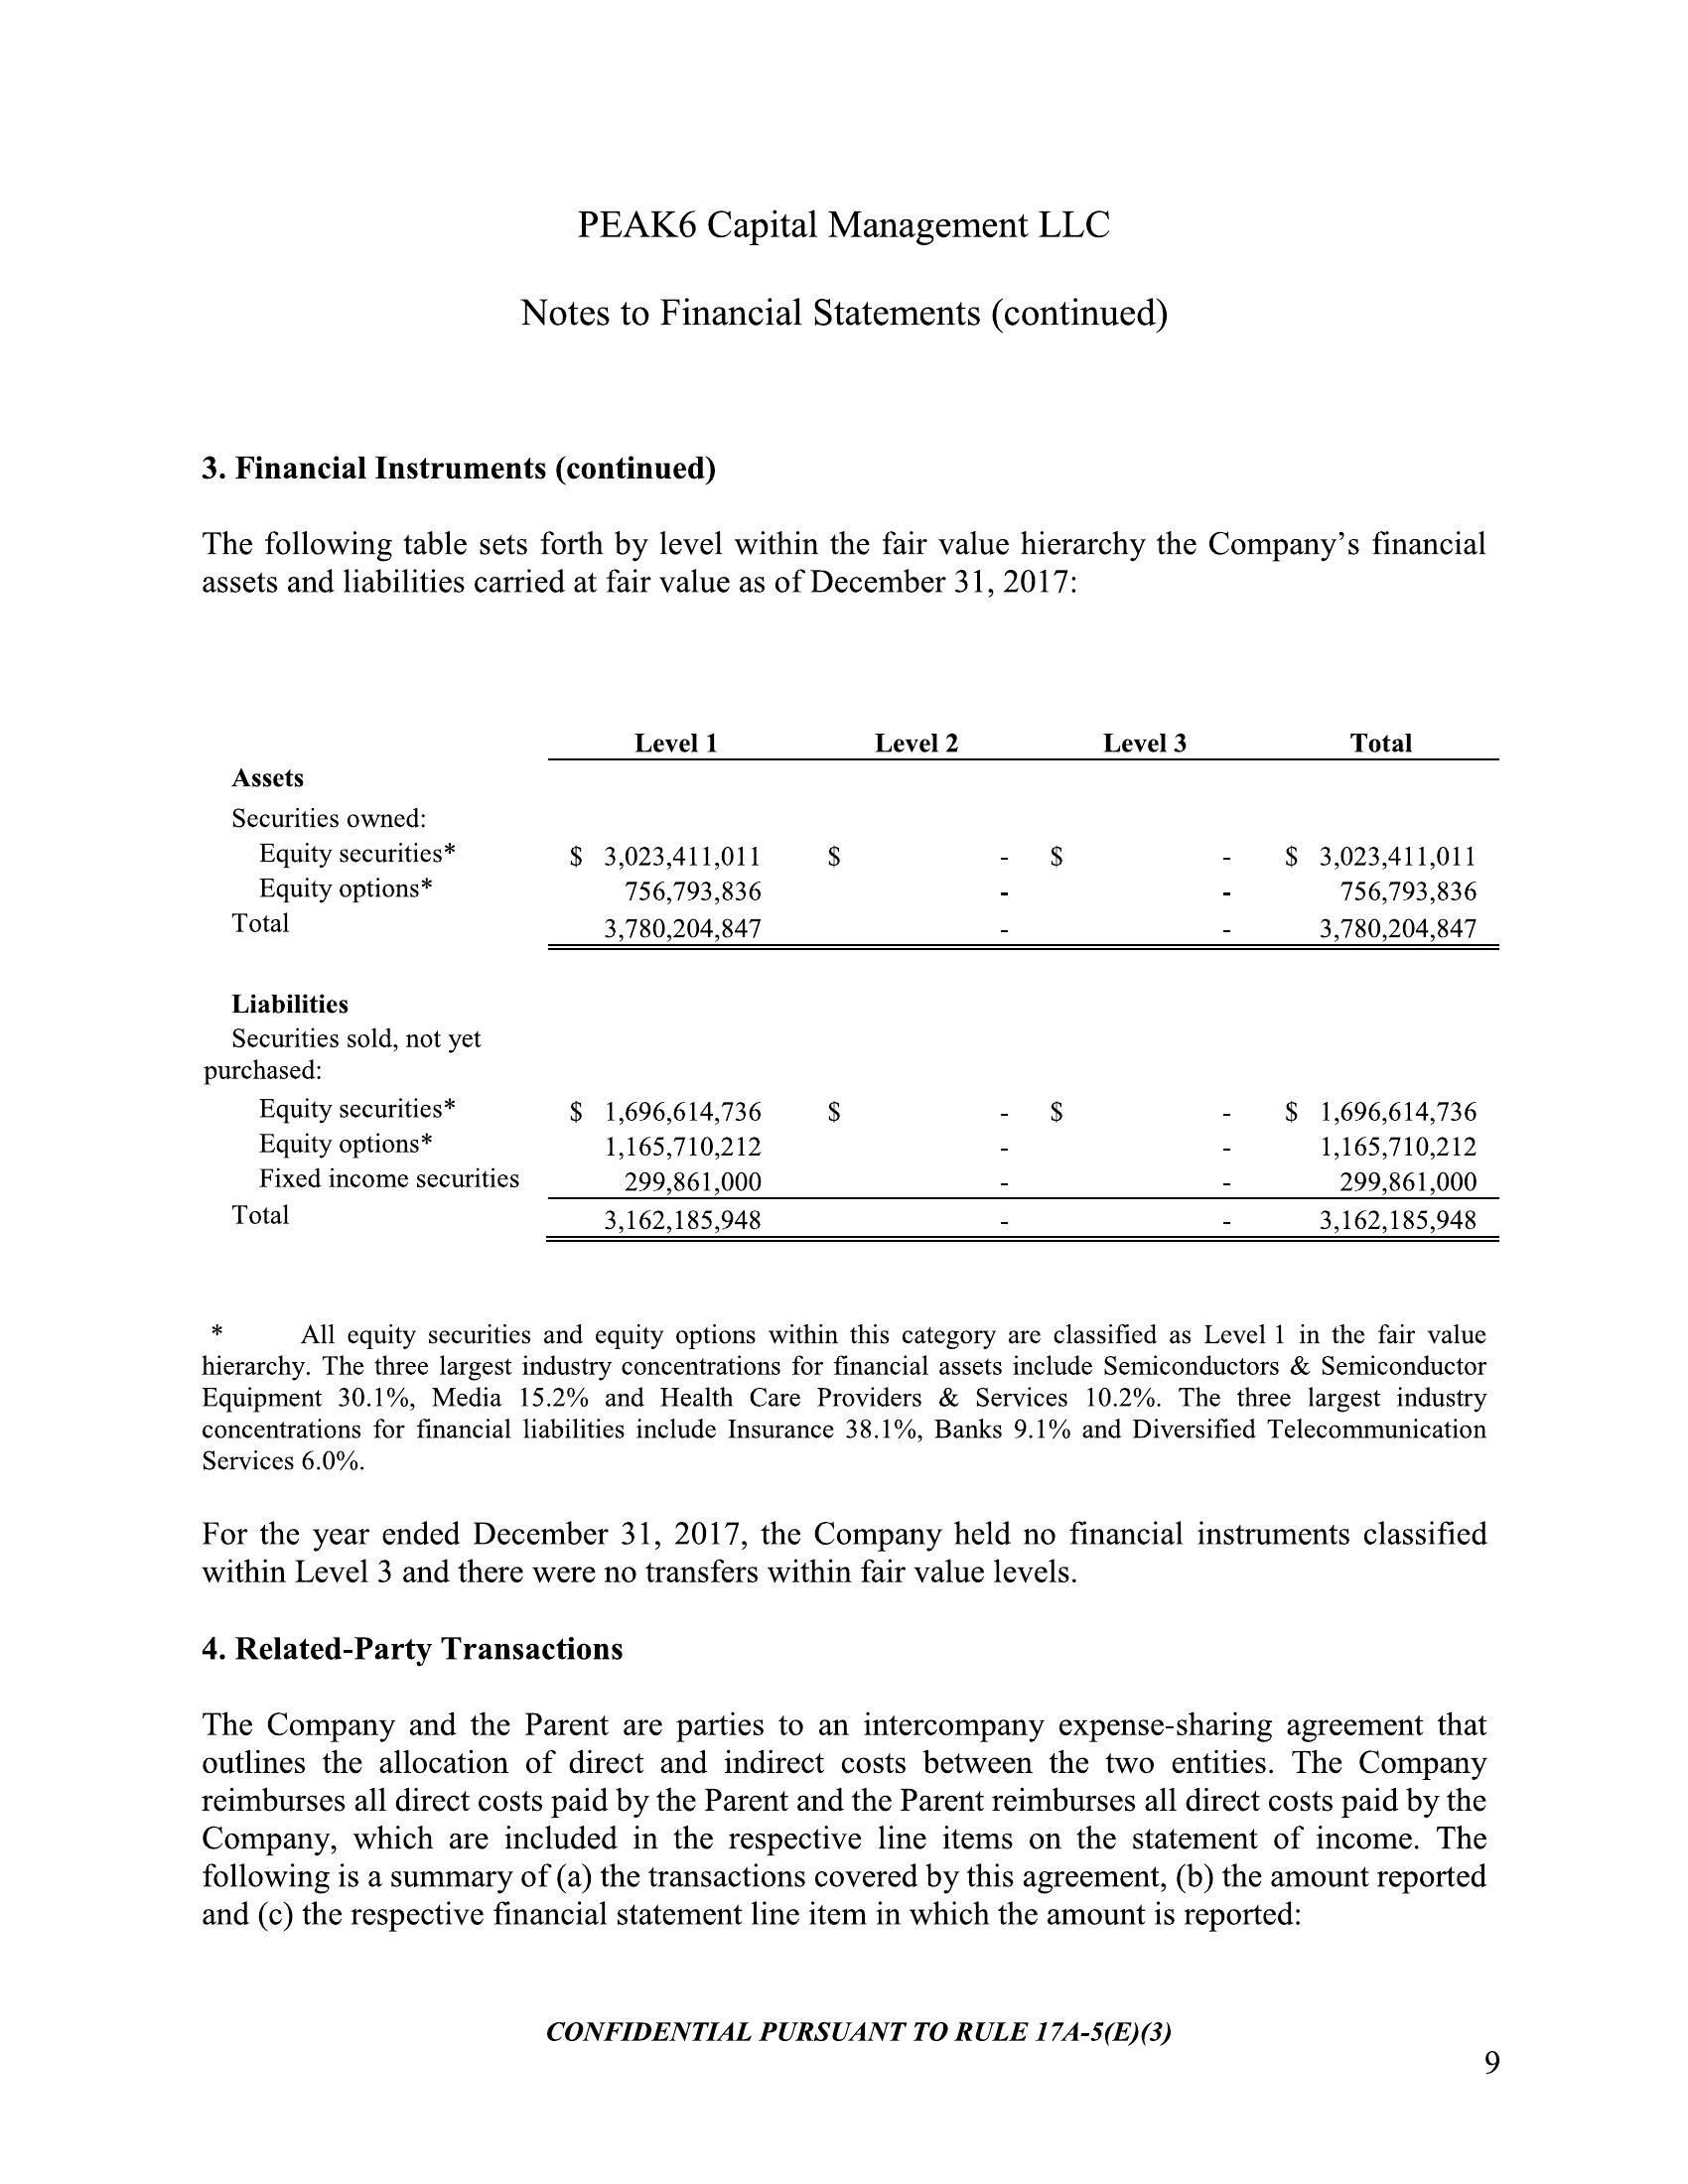 PEAK6 Capital Management LLC
Notes to Financial Statements (continued)
3. Financial Instruments (continued)
The following table sets forth by level within the fair value hierarchy the Company’s financial
assets and liabilities carried at fair value as of December 31, 2017:
Level 1 Level 2 Level 3 Total
Assets
Securities owned:
Equity securities* $ 3,023,411,011 $ - $ - $ 3,023,411,011
Equity options* 756,793,836 - - 756,793,836
Total 3,780,204,847 - - 3,780,204,847
Liabilities
Securities sold, not yet
purchased:
Equity securities* $ 1,696,614,736 $ - $ - $ 1,696,614,736
Equity options* 1,165,710,212 - - 1,165,710,212
Fixed income securities 299,861,000 - - 299,861,000
Total 3,162,185,948 - - 3,162,185,948
* All equity securities and equity options within this category are classified as Level 1 in the fair value
hierarchy. The three largest industry concentrations for financial assets include Semiconductors & Semiconductor
Equipment 30.1%, Media 15.2% and Health Care Providers & Services 10.2%. The three largest industry
concentrations for financial liabilities include Insurance 38.1%, Banks 9.1% and Diversified Telecommunication
Services 6.0%.
For the year ended December 31, 2017, the Company held no financial instruments classified
within Level 3 and there were no transfers within fair value levels.
4. Related-Party Transactions
The Company and the Parent are parties to an intercompany expense-sharing agreement that
outlines the allocation of direct and indirect costs between the two entities. The Company
reimburses all direct costs paid by the Parent and the Parent reimburses all direct costs paid by the
Company, which are included in the respective line items on the statement of income. The
following is a summary of (a) the transactions covered by this agreement, (b) the amount reported
and (c) the respective financial statement line item in which the amount is reported:
CONFIDENTIAL PURSUANT TO RULE 17A-5(E)(3)
9